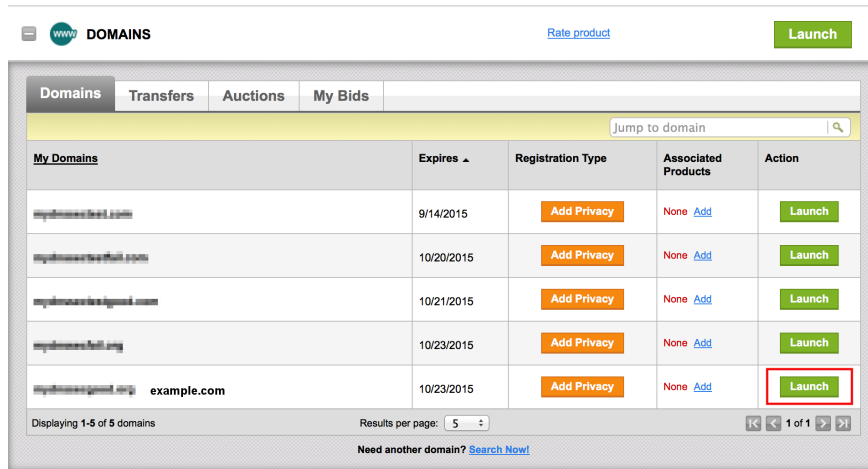 www DOMAINS Rate product Launch
Domains Transfers Auctions My Bids
Jump to domain
My Domains Expires Registration Type Associated Products Action
9/14/2015 Add Privacy None Add Launch
10/20/2015 Add Privacy None Add Launch
10/21/2015 Add Privacy None Add Launch
10/23/2015 Add Privacy None Add Launch
example.com 10/23/2015 Add Privacy None Add Launch
Displaying 1-5 of 5 domains Results per page: 5 1 of 1
Need another domain? Search Now!